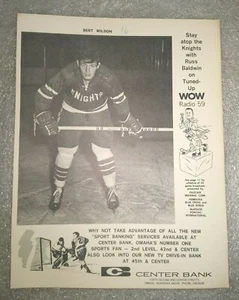 BERT WILSON
16
Stay
atop the
Knights
with
Russ
Baldwin
on
Tuned-
Up
WOW
Radio 59
Knights
WHY NOT TAKE ADVANTAGE OF ALL THE NEW
"SPORT BANKING" SERVICES AVAILABLE AT
CENTER BANK, OMAHA'S NUMBER ONE
SPORTS FAN - 2nd LEVEL, 42nd & CENTER
ALSO LOOK INTO OUR NEW TV DRIVE-IN BANK
AT 45th & CENTER
CENTER BANK